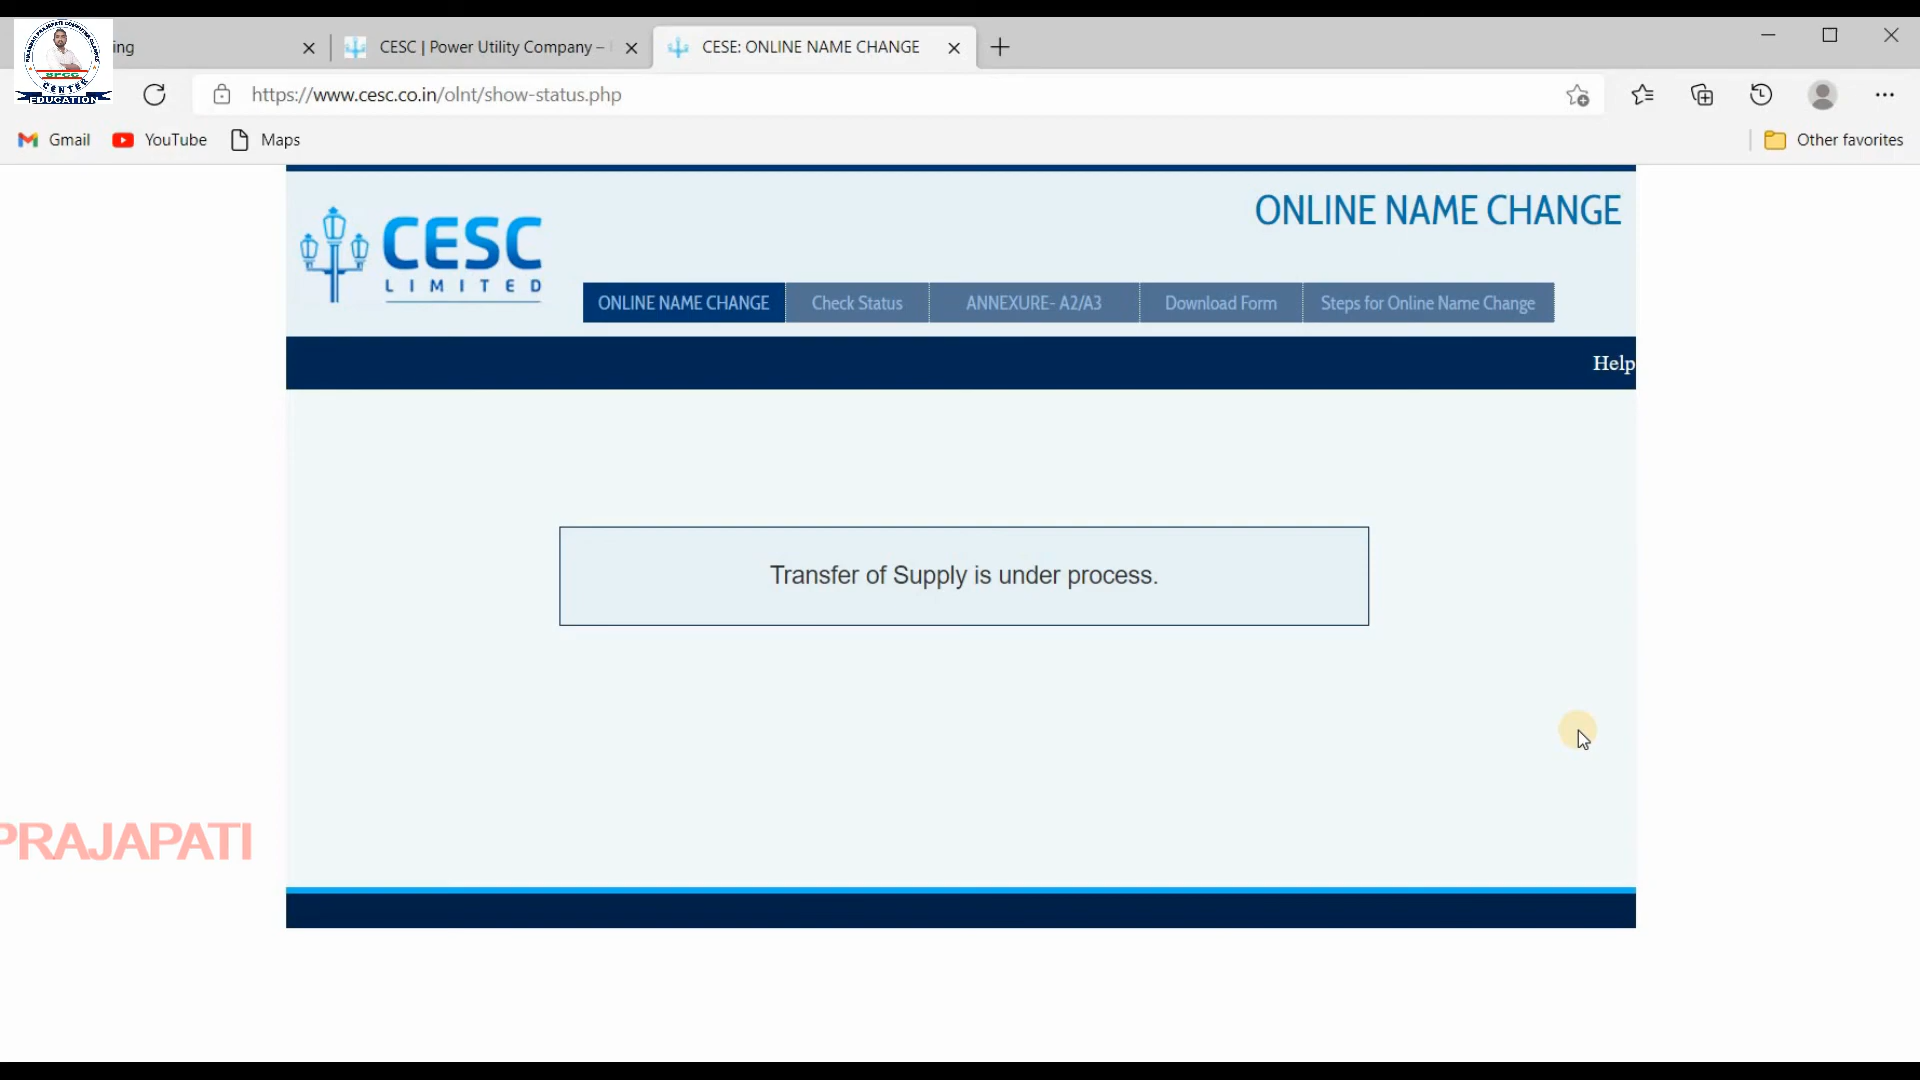 ing
CESC | Power Utility Company –
CESE: ONLINE NAME CHANGE
https://www.cesc.co.in/olnt/show-status.php
Gmail
YouTube
Maps
Other favorites
CESC
LIMITED
ONLINE NAME CHANGE
ONLINE NAME CHANGE
Check Status
ANNEXURE- A2/A3
Download Form
Steps for Online Name Change
Help
Transfer of Supply is under process.
PRAJAPATI
CENTER
EDUCATION